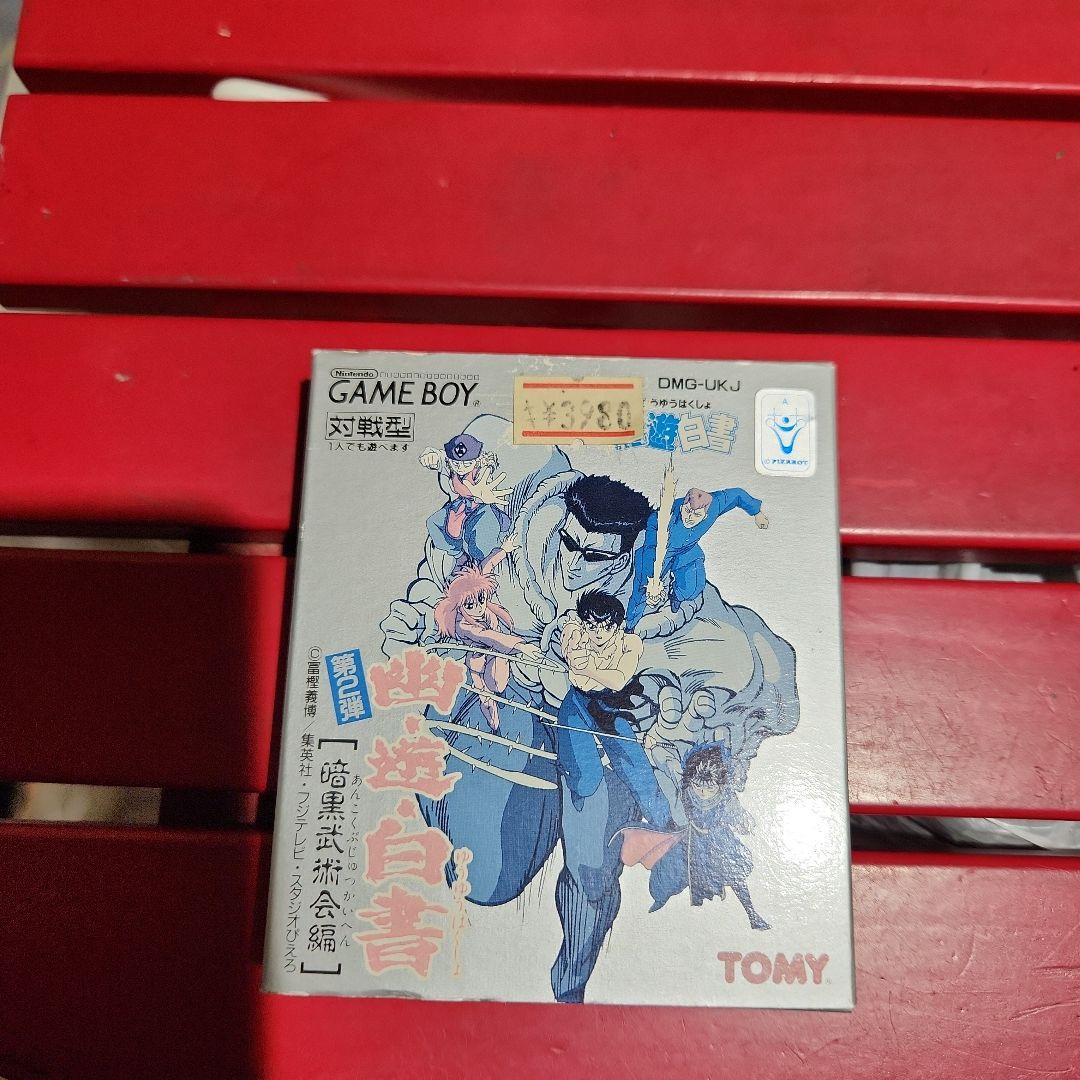 Nintendo
GAME BOY®
対戦型
1人でも遊べます
¥3980
DMG-UKJ
うゆうはくしょ
遊白書
© PIERROT
第2弾
幽・遊・白書
ゆうゆうはくしょ
[暗黒武術会編]
あんこくぶじゅつかいへん
©冨樫義博/集英社・フジテレビ・スタジオぴえろ
TOMY®